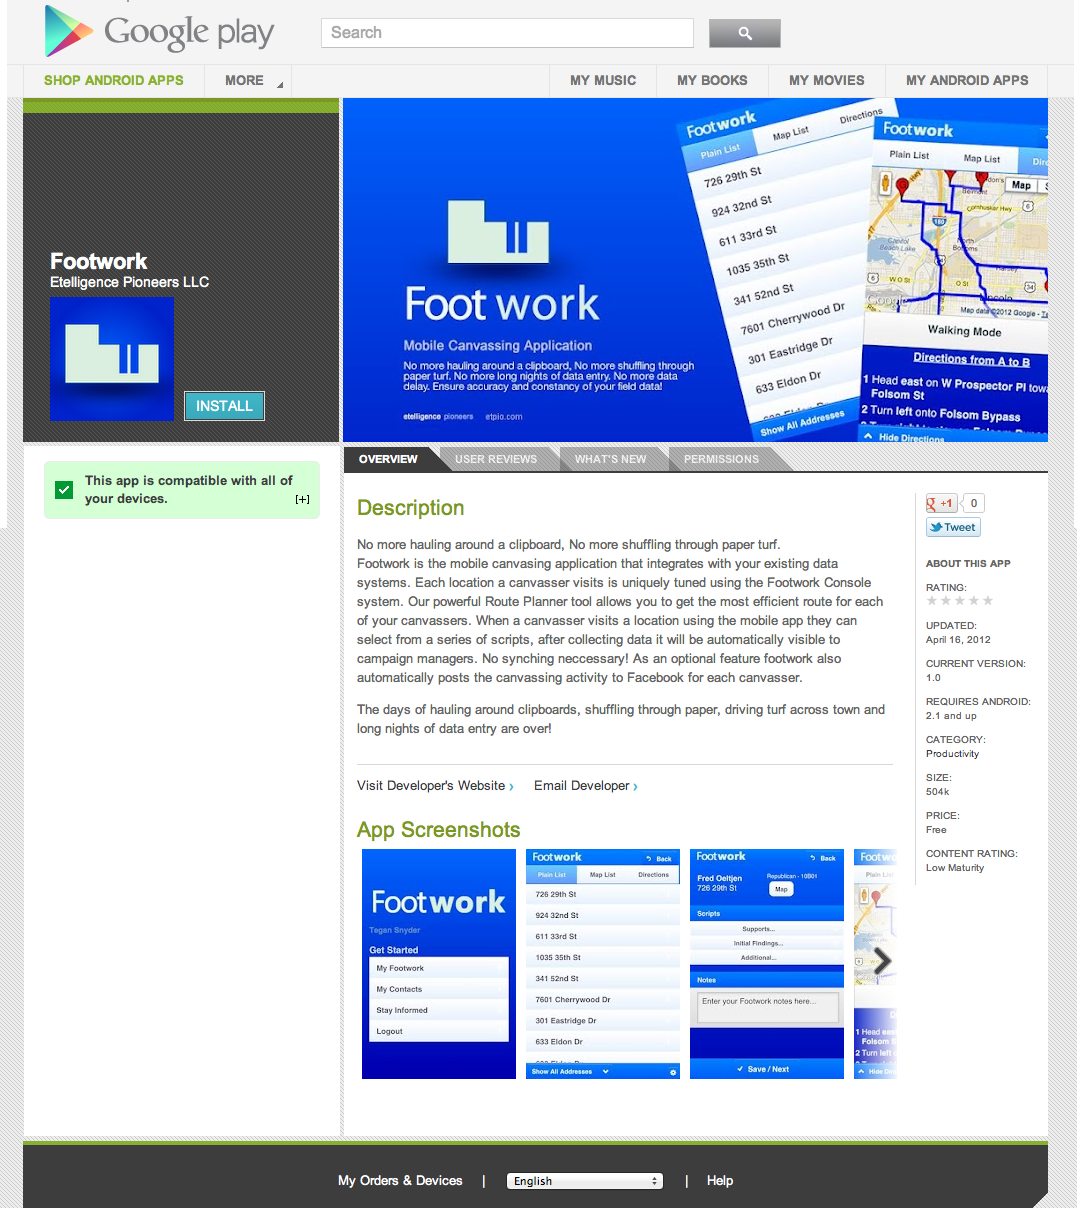 Google play
Search
SHOP ANDROID APPS
MORE
MY MUSIC
MY BOOKS
MY MOVIES
MY ANDROID APPS
Footwork
Etelligence Pioneers LLC
INSTALL
Foot work
Mobile Canvassing Application
No more hauling around a clipboard, No more shuffling through
paper turf. No more long nights of data entry. No more data
delay. Ensure accuracy and constancy of your field data!
etelligence pioneers etpio.com
Footwork
Plain List
Map List
Directions
726 29th St
924 32nd St
611 33rd St
1035 35th St
341 52nd St
7601 Cherrywood Dr
301 Eastridge Dr
633 Eldon Dr
Show All Addresses
Footwork
Plain List
Map List
Map
Walking Mode
Directions from A to B
1 Head east on W Prospector Pl
Folsom St
2 Turn left onto Folsom Bypass
Hide Directions
This app is compatible with all of
your devices.
[+]
OVERVIEW
USER REVIEWS
WHAT'S NEW
PERMISSIONS
Description
No more hauling around a clipboard, No more shuffling through paper turf.
Footwork is the mobile canvasing application that integrates with your existing data
systems. Each location a canvasser visits is uniquely tuned using the Footwork Console
system. Our powerful Route Planner tool allows you to get the most efficient route for each
of your canvassers. When a canvasser visits a location using the mobile app they can
select from a series of scripts, after collecting data it will be automatically visible to
campaign managers. No synching neccessary! As an optional feature footwork also
automatically posts the canvassing activity to Facebook for each canvasser.
The days of hauling around clipboards, shuffling through paper, driving turf across town and
long nights of data entry are over!
Visit Developer's Website ›
Email Developer ›
g +1
0
Tweet
ABOUT THIS APP
RATING:
UPDATED:
April 16, 2012
CURRENT VERSION:
1.0
REQUIRES ANDROID:
2.1 and up
CATEGORY:
Productivity
SIZE:
504k
PRICE:
Free
CONTENT RATING:
Low Maturity
App Screenshots
Footwork
Tegan Snyder
Get Started
My Footwork
My Contacts
Stay Informed
Logout
Footwork
Back
Plain List
Map List
Directions
726 29th St
924 32nd St
611 33rd St
1035 35th St
341 52nd St
7601 Cherrywood Dr
301 Eastridge Dr
633 Eldon Dr
Show All Addresses
Footwork
Back
Fred Oeltjen
726 29th St
Republican - 10B01
Map
Scripts
Supports...
Initial Findings...
Additional...
Notes
Enter your Footwork notes here...
Save / Next
Plain List
1 Head
Folsom
2 Turn left
My Orders & Devices
|
English
|
Help